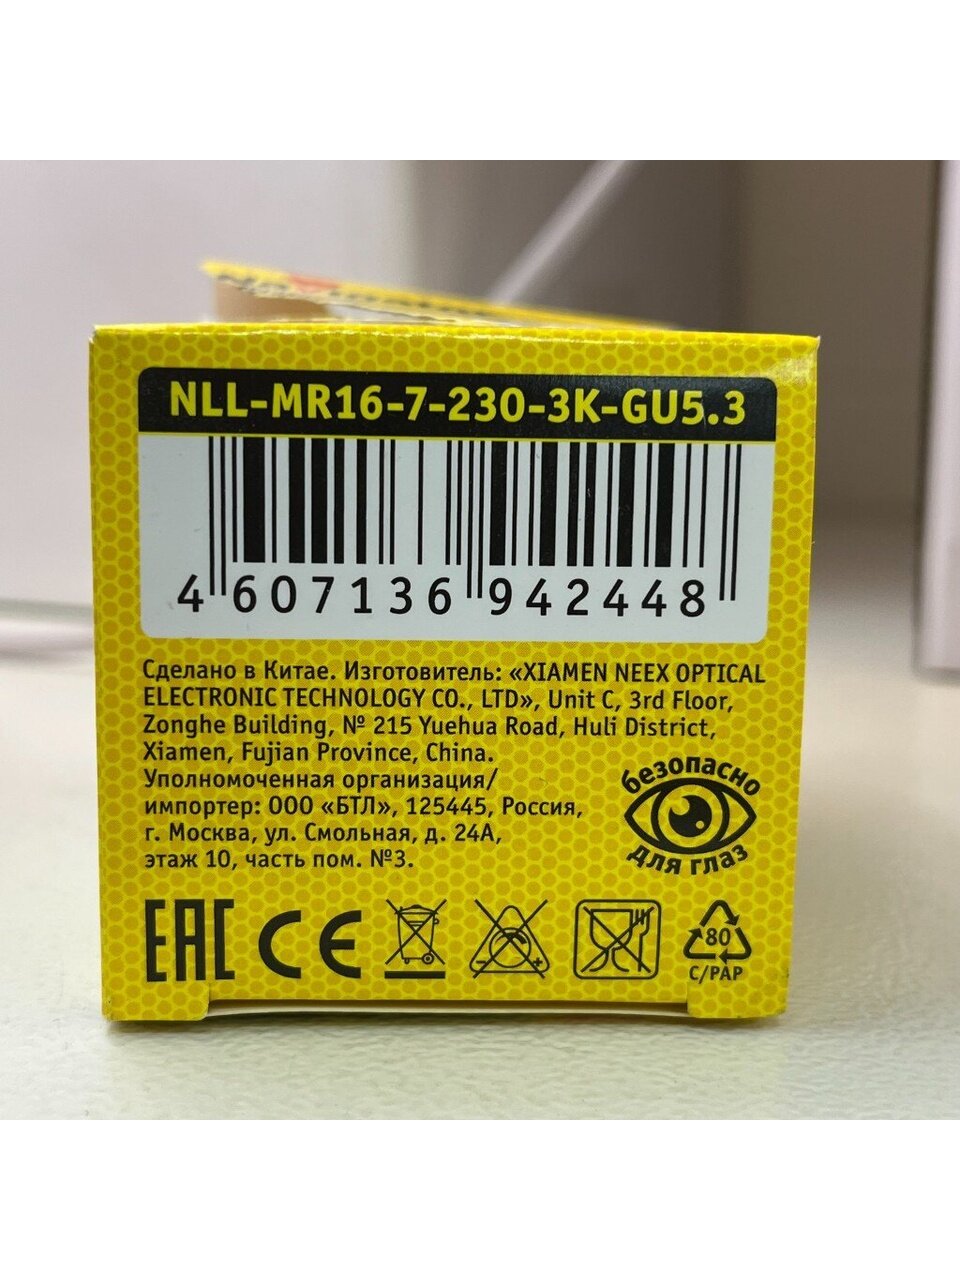 NLL-MR16-7-230-3K-GU5.3
4 607136 942448
Сделано в Китае. Изготовитель: «XIAMEN NEEX OPTICAL
ELECTRONIC TECHNOLOGY CO., LTD», Unit C, 3rd Floor,
Zonghe Building, № 215 Yuehua Road, Huli District,
Xiamen, Fujian Province, China.
Уполномоченная организация/
импортер: ООО «БТЛ», 125445, Россия,
г. Москва, ул. Смольная, д. 24А,
этаж 10, часть пом. №3.
безопасно
для глаз
EAC CE
80
C/PAP